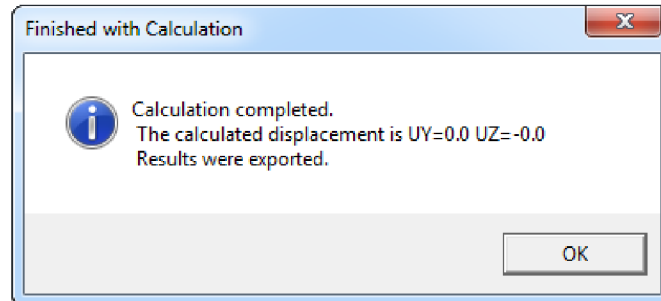 Finished with Calculation
Calculation completed.
The calculated displacement is UY=0.0 UZ=-0.0
Results were exported.
OK